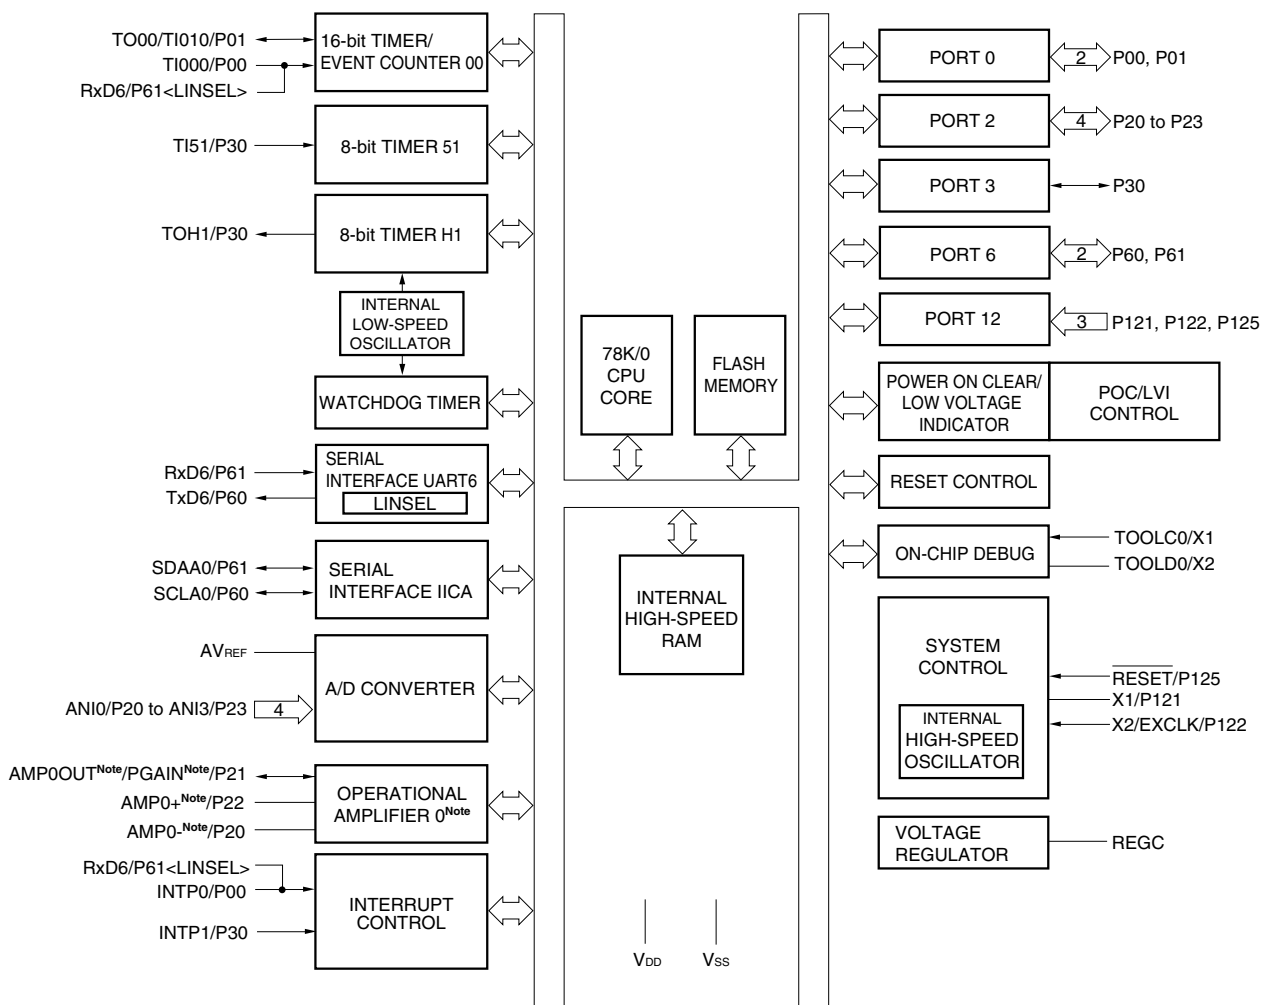 TO00/TI010/P01
TI000/P00
RxD6/P61<LINSEL>
16-bit TIMER/
EVENT COUNTER 00
TI51/P30
8-bit TIMER 51
TOH1/P30
8-bit TIMER H1
INTERNAL
LOW-SPEED
OSCILLATOR
WATCHDOG TIMER
RxD6/P61
TxD6/P60
SERIAL
INTERFACE UART6
LINSEL
SDAA0/P61
SCLA0/P60
SERIAL
INTERFACE IICA
AVREF
ANI0/P20 to ANI3/P23
4
A/D CONVERTER
AMP0OUTNote/PGAINNote/P21
AMP0+Note/P22
AMP0-Note/P20
OPERATIONAL
AMPLIFIER 0Note
RxD6/P61<LINSEL>
INTP0/P00
INTP1/P30
INTERRUPT
CONTROL
78K/0
CPU
CORE
FLASH
MEMORY
INTERNAL
HIGH-SPEED
RAM
VDD
VSS
PORT 0
2
P00, P01
PORT 2
4
P20 to P23
PORT 3
P30
PORT 6
2
P60, P61
PORT 12
3
P121, P122, P125
POWER ON CLEAR/
LOW VOLTAGE
INDICATOR
POC/LVI
CONTROL
RESET CONTROL
ON-CHIP DEBUG
TOOLC0/X1
TOOLD0/X2
SYSTEM
CONTROL
INTERNAL
HIGH-SPEED
OSCILLATOR
RESET/P125
X1/P121
X2/EXCLK/P122
VOLTAGE
REGULATOR
REGC